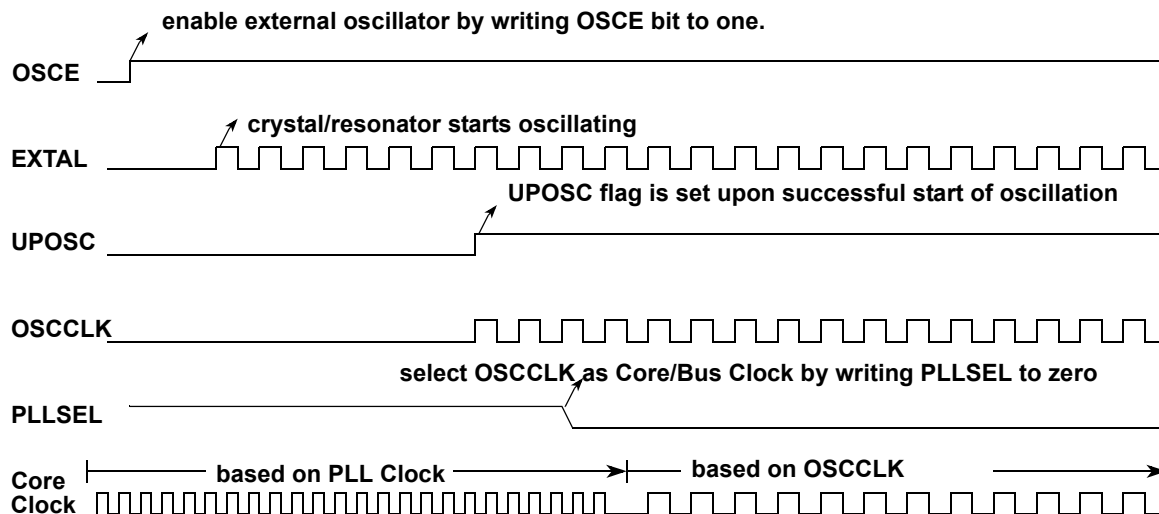 enable external oscillator by writing OSCE bit to one.
OSCE
crystal/resonator starts oscillating
EXTAL
UPOSC flag is set upon successful start of oscillation
UPOSC
OSCCLK
select OSCCLK as Core/Bus Clock by writing PLLSEL to zero
PLLSEL
based on PLL Clock
based on OSCCLK
Core
Clock